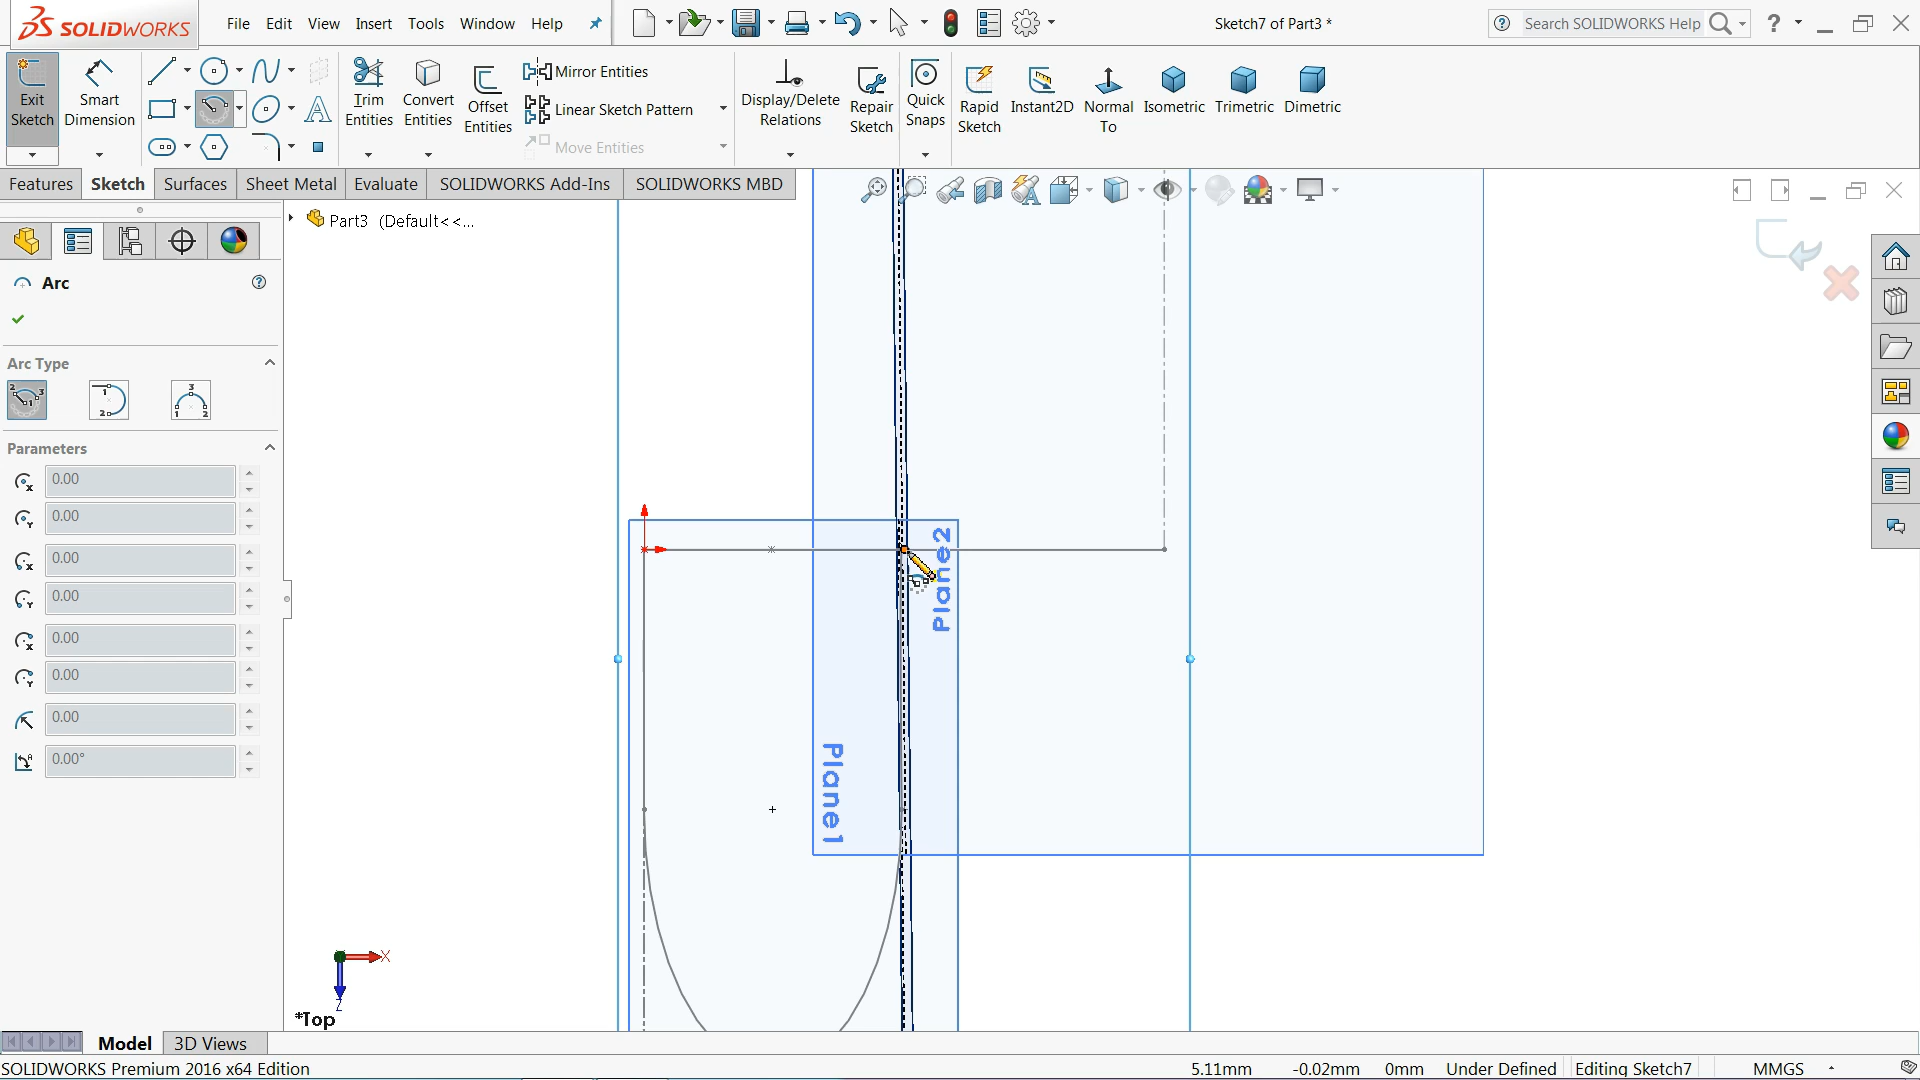 SOLIDWORKS File Edit View Insert Tools Window Help Sketch7 of Part3 * Search SOLIDWORKS Help ?
Exit Sketch Smart Dimension Trim Entities Convert Entities Offset Entities Mirror Entities Linear Sketch Pattern Move Entities Display/Delete Relations Repair Sketch Quick Snaps Rapid Sketch Instant2D Normal To Isometric Trimetric Dimetric
Features Sketch Surfaces Sheet Metal Evaluate SOLIDWORKS Add-Ins SOLIDWORKS MBD
Part3 (Default<<...
Arc
Arc Type
Parameters
0.00
0.00
0.00
0.00
0.00
0.00
0.00
0.00°
Plane2
Plane1
X
Z
*Top
Model 3D Views
SOLIDWORKS Premium 2016 x64 Edition 5.11mm -0.02mm 0mm Under Defined Editing Sketch7 MMGS